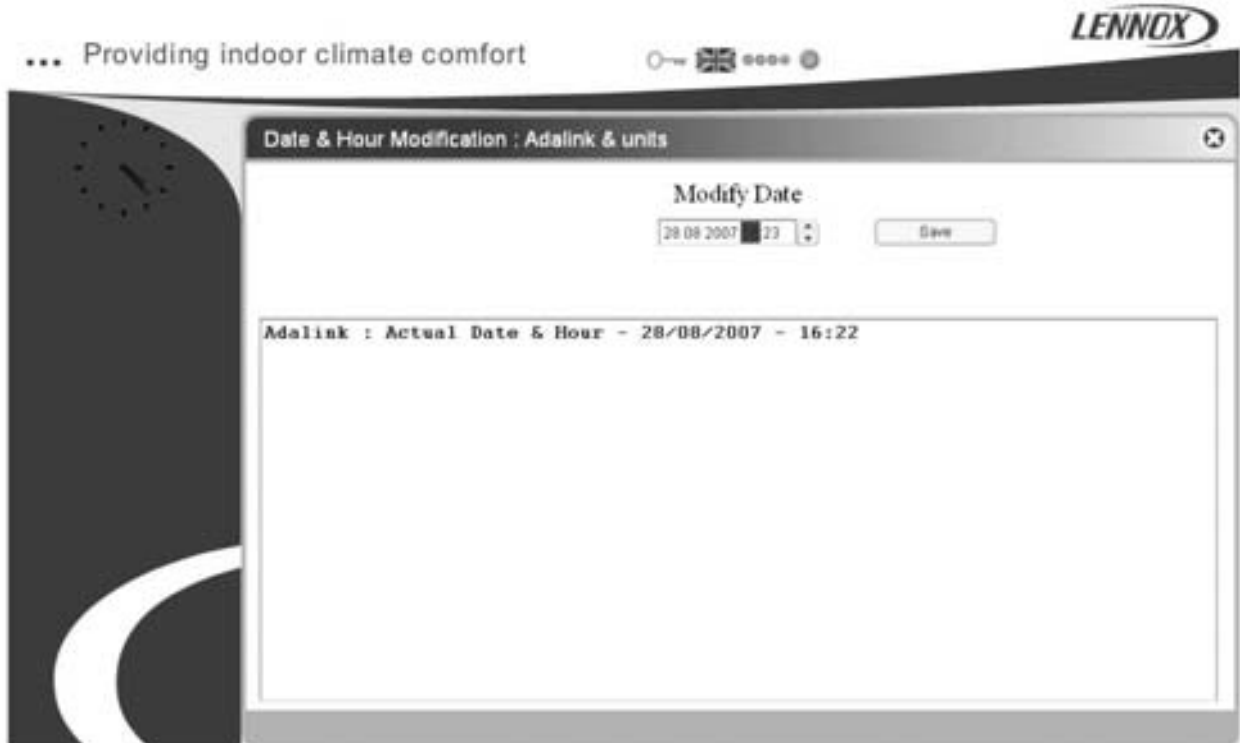 LENNOX
... Providing indoor climate comfort
Date & Hour Modification : Adalink & units
Modify Date
28 08 2007 23
Save
Adalink : Actual Date & Hour - 28/08/2007 - 16:22